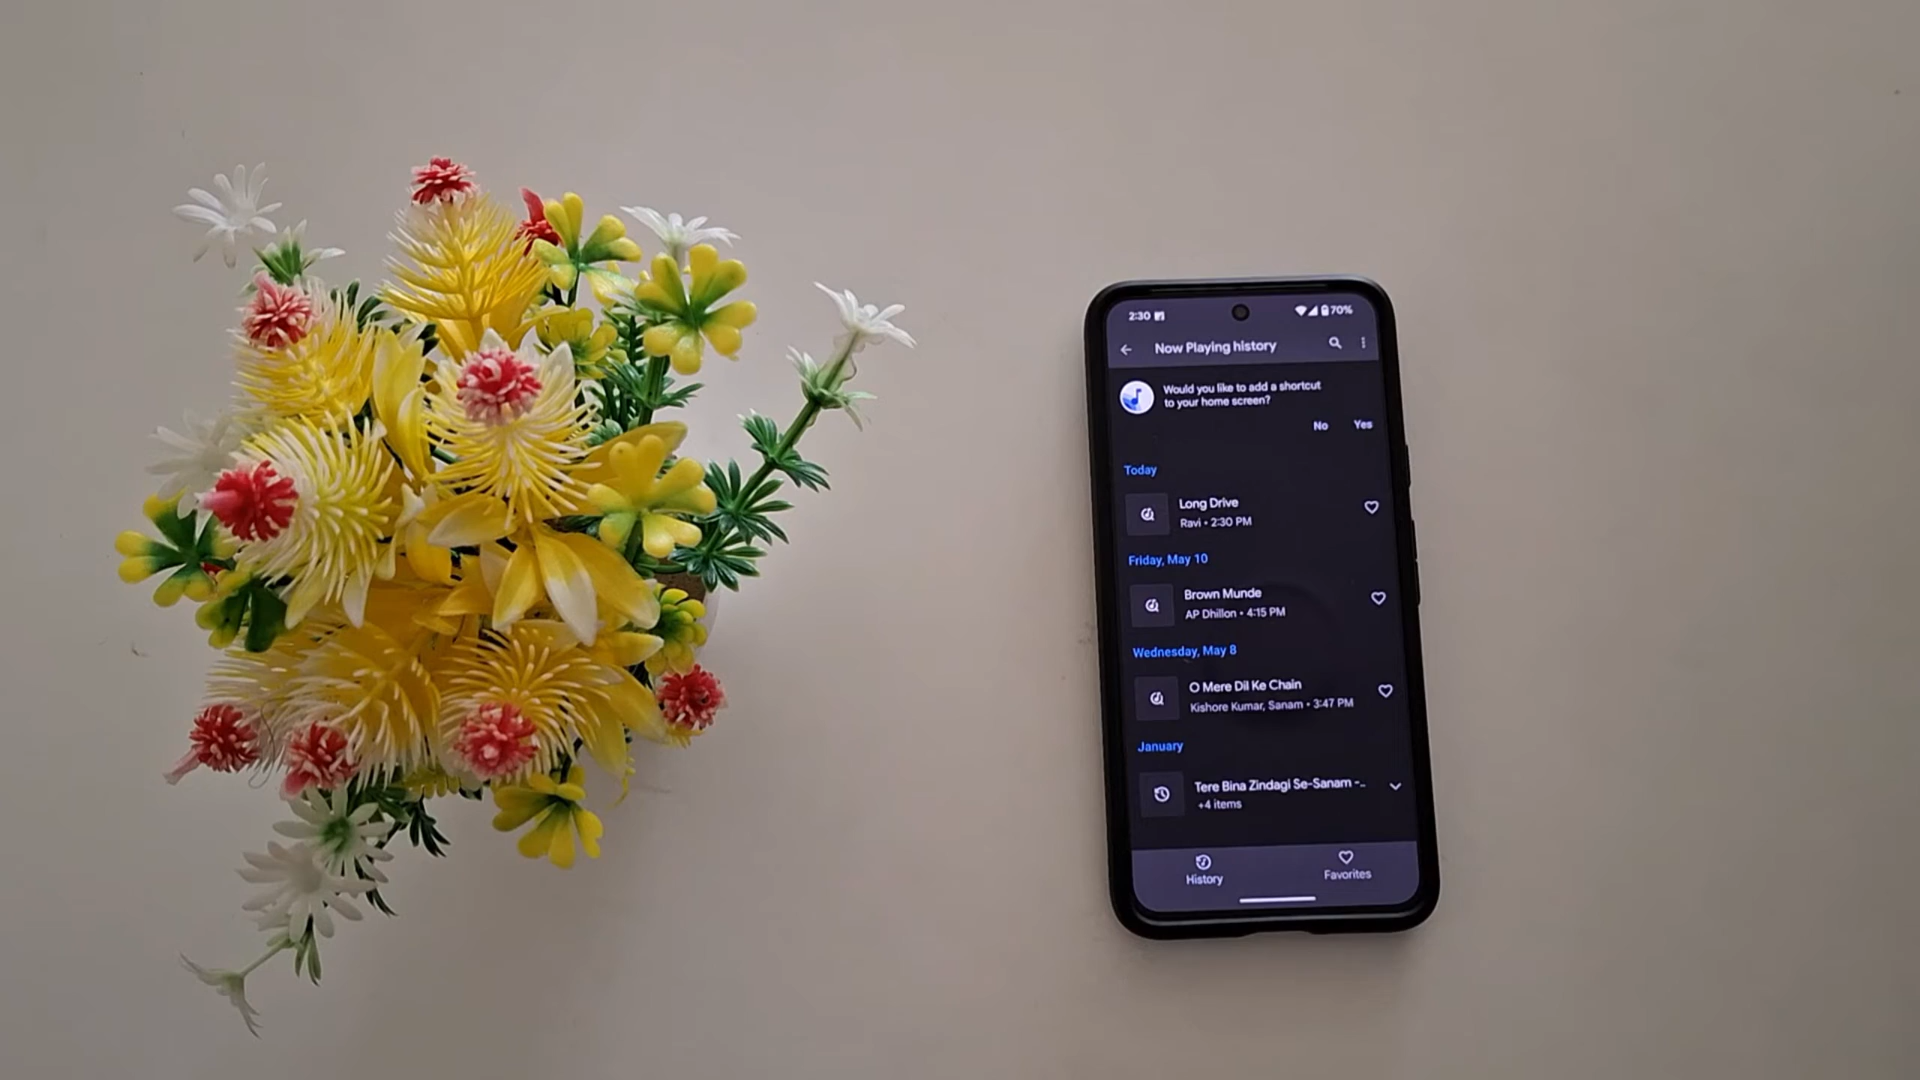 2:30 70%
Now Playing history
Would you like to add a shortcut
to your home screen?
No Yes
Today
Long Drive
Ravi • 2:30 PM
Friday, May 10
Brown Munde
AP Dhillon • 4:15 PM
Wednesday, May 8
O Mere Dil Ke Chain
Kishore Kumar, Sanam • 3:47 PM
January
Tere Bina Zindagi Se-Sanam -..
+4 items
History Favorites